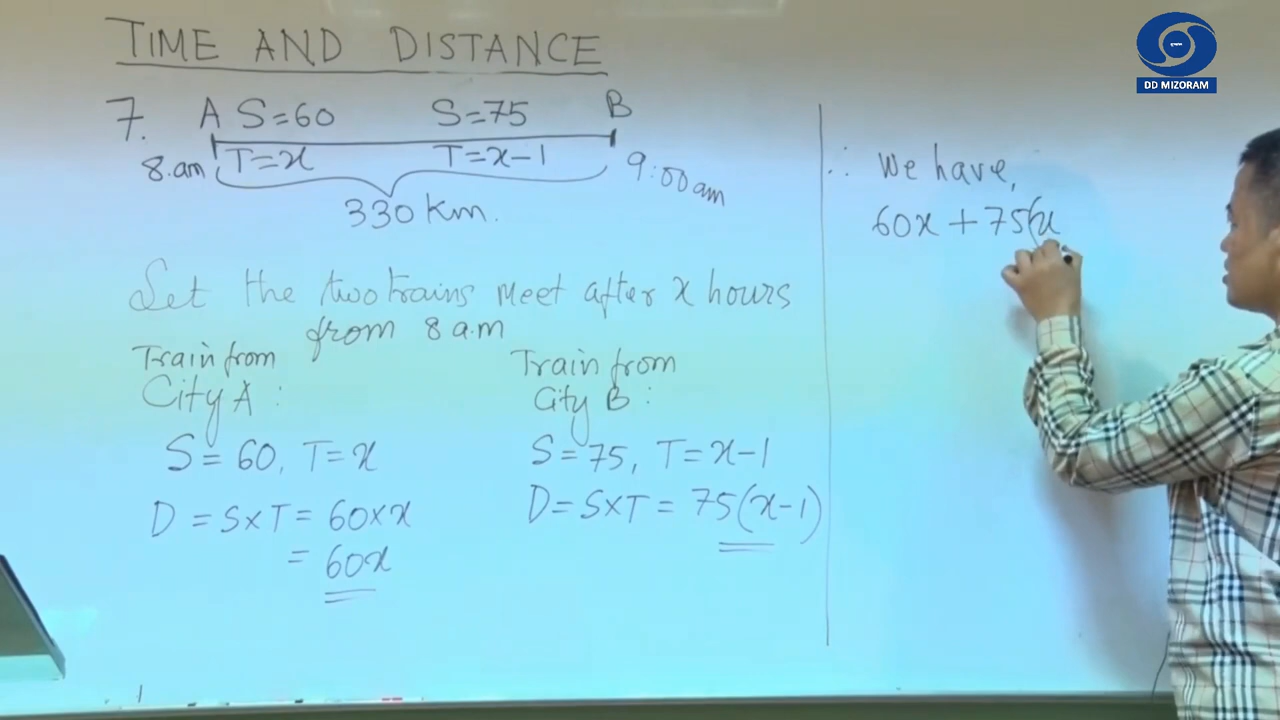 TIME AND DISTANCE
7. A S=60 S=75 B
8.am T=x T=x-1 9:00am
330 Km.
Let the two trains meet after x hours
from 8 a.m
Train from
City A :
S = 60, T = x
D = S×T = 60×x
= 60x
Train from
City B :
S = 75, T = x-1
D = S×T = 75(x-1)
∴ We have,
60x + 75(x
DD MIZORAM